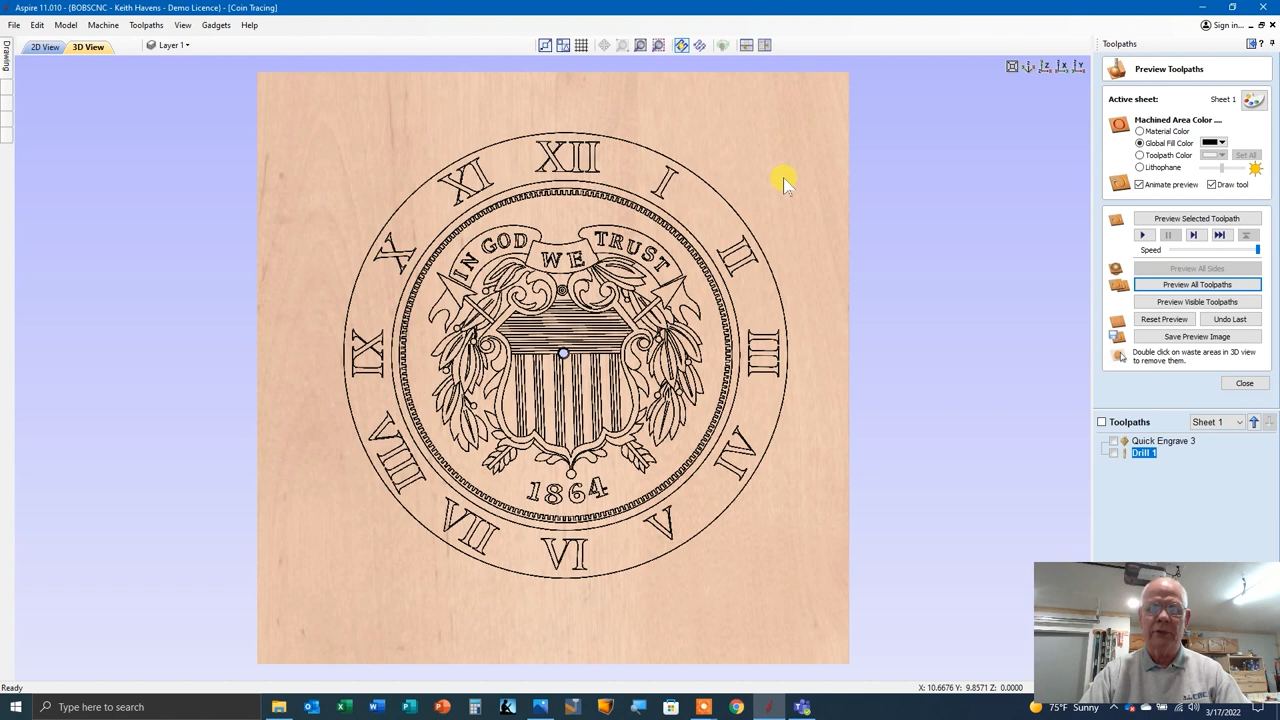 Aspire 11.010 - (BOBSCNC - Keith Havens - Demo Licence) - [Coin Tracing]
File Edit Model Machine Toolpaths View Gadgets Help
Sign in...
2D View 3D View Layer 1
Drawing
Toolpaths
Preview Toolpaths
Active sheet: Sheet 1
Machined Area Color ....
Material Color
Global Fill Color
Toolpath Color Set All
Lithophane
Animate preview Draw tool
Preview Selected Toolpath
Speed
Preview All Sides
Preview All Toolpaths
Preview Visible Toolpaths
Reset Preview Undo Last
Save Preview Image
Double click on waste areas in 3D view
to remove them.
Close
Toolpaths Sheet 1
Quick Engrave 3
Drill 1
XII
XI I
X II
IX III
VIIII IV
VII V
VI
IN GOD WE TRUST
1864
Ready
X: 10.6676 Y: 9.8571 Z: 0.0000
Type here to search
75°F Sunny
3/17/2022